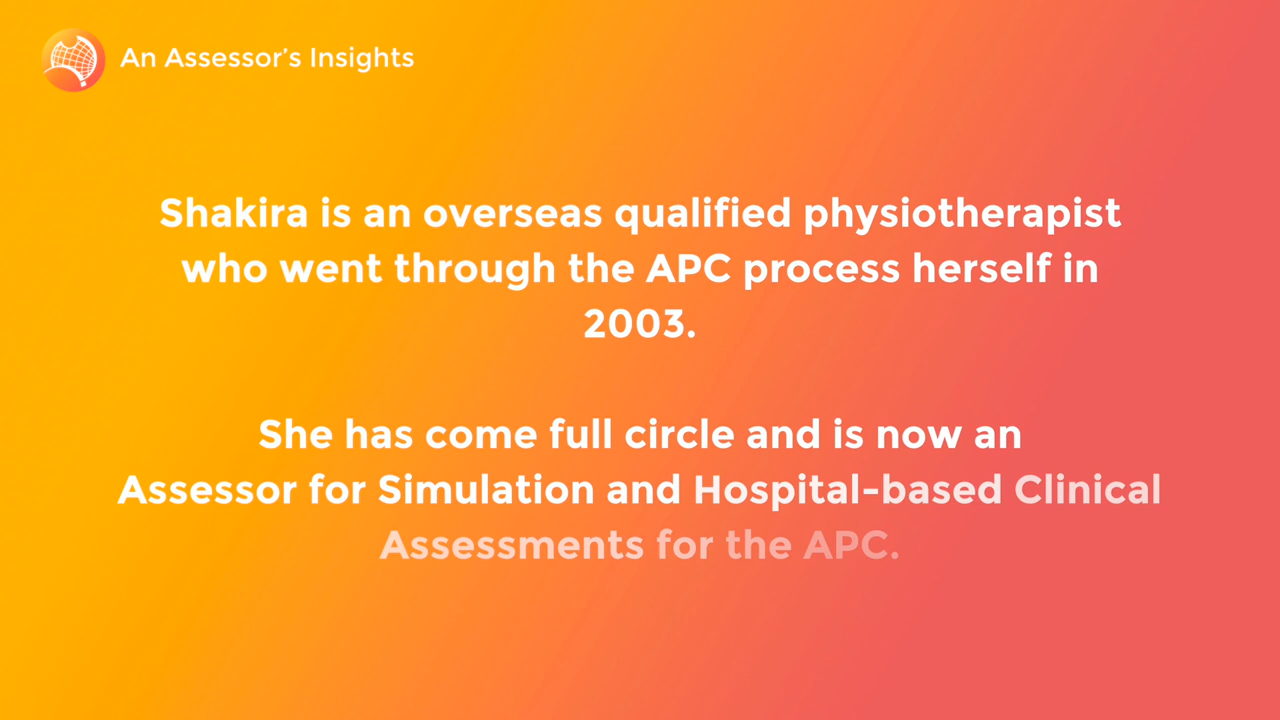 An Assessor’s Insights
Shakira is an overseas qualified physiotherapist
who went through the APC process herself in
2003.
She has come full circle and is now an
Assessor for Simulation and Hospital-based Clinical
Assessments for the APC.